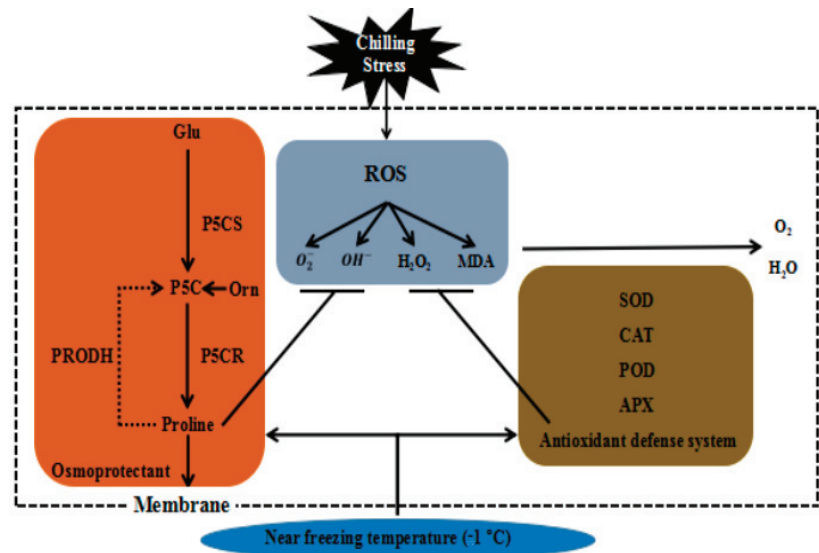 Chilling
Stress
Glu
P5CS
P5C
Orn
PRODH
P5CR
Proline
Osmoprotectant
Membrane
ROS
O₂⁻
OH⁻
H₂O₂
MDA
O₂
H₂O
SOD
CAT
POD
APX
Antioxidant defense system
Near freezing temperature (-1 °C)